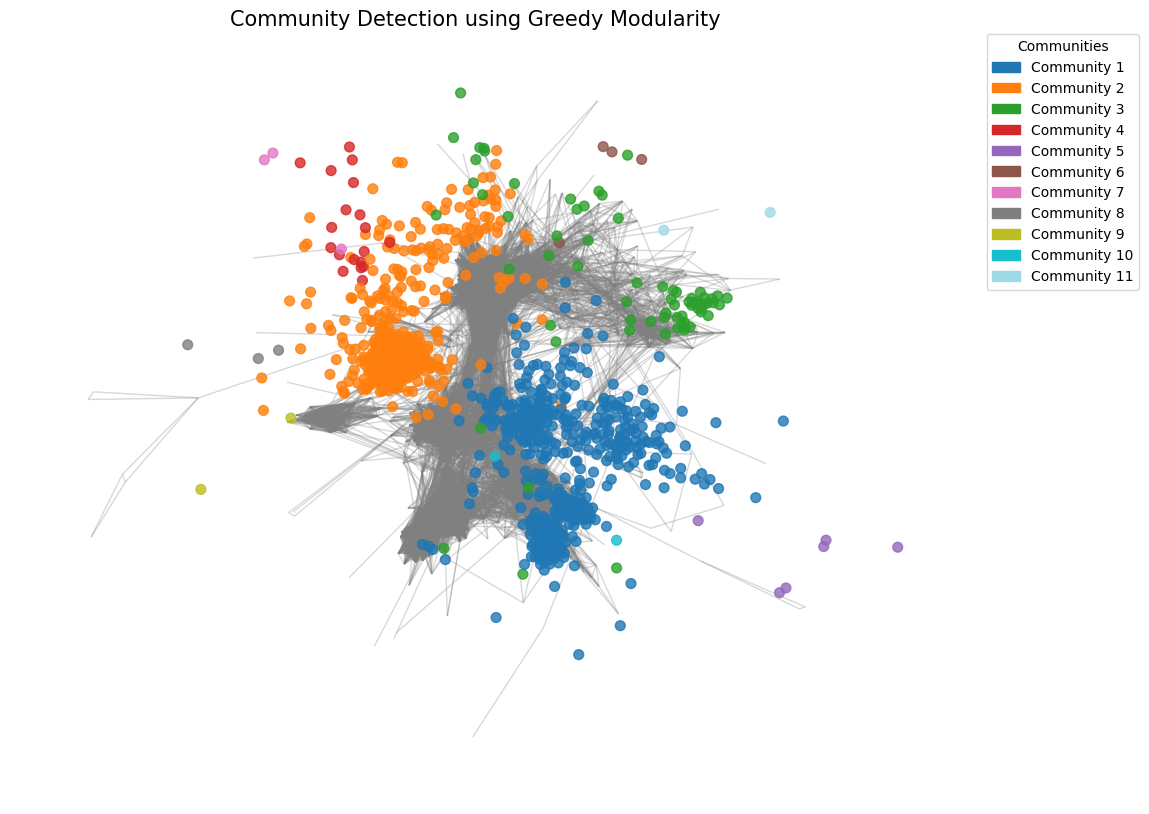 Community Detection using Greedy Modularity
Communities
Community 1
Community 2
Community 3
Community 4
Community 5
Community 6
Community 7
Community 8
Community 9
Community 10
Community 11